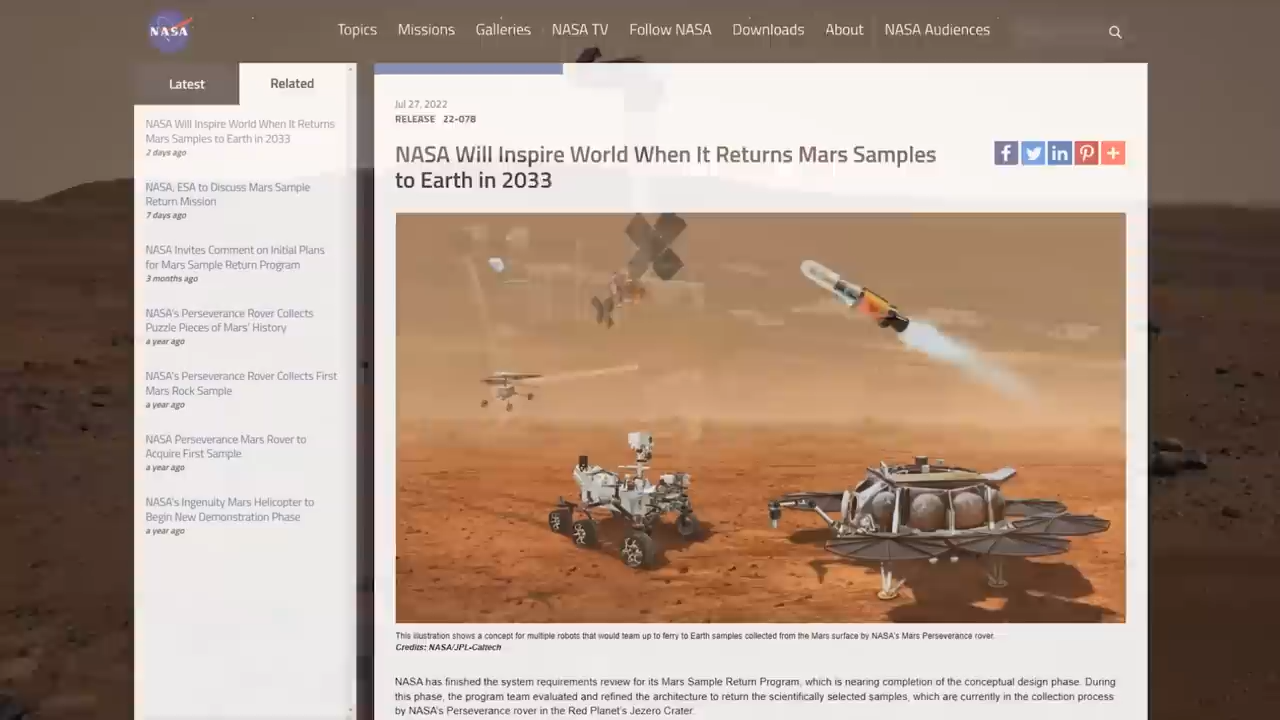 NASA
Topics Missions Galleries NASA TV Follow NASA Downloads About NASA Audiences
Latest Related
NASA Will Inspire World When It Returns
Mars Samples to Earth in 2033
2 days ago
NASA, ESA to Discuss Mars Sample
Return Mission
7 days ago
NASA Invites Comment on Initial Plans
for Mars Sample Return Program
3 months ago
NASA's Perseverance Rover Collects
Puzzle Pieces of Mars' History
a year ago
NASA's Perseverance Rover Collects First
Mars Rock Sample
a year ago
NASA Perseverance Mars Rover to
Acquire First Sample
a year ago
NASA's Ingenuity Mars Helicopter to
Begin New Demonstration Phase
a year ago
Jul 27, 2022
RELEASE 22-078
NASA Will Inspire World When It Returns Mars Samples
to Earth in 2033
This illustration shows a concept for multiple robots that would team up to ferry to Earth samples collected from the Mars surface by NASA's Mars Perseverance rover.
Credits: NASA/JPL-Caltech
NASA has finished the system requirements review for its Mars Sample Return Program, which is nearing completion of the conceptual design phase. During
this phase, the program team evaluated and refined the architecture to return the scientifically selected samples, which are currently in the collection process
by NASA's Perseverance rover in the Red Planet's Jezero Crater.